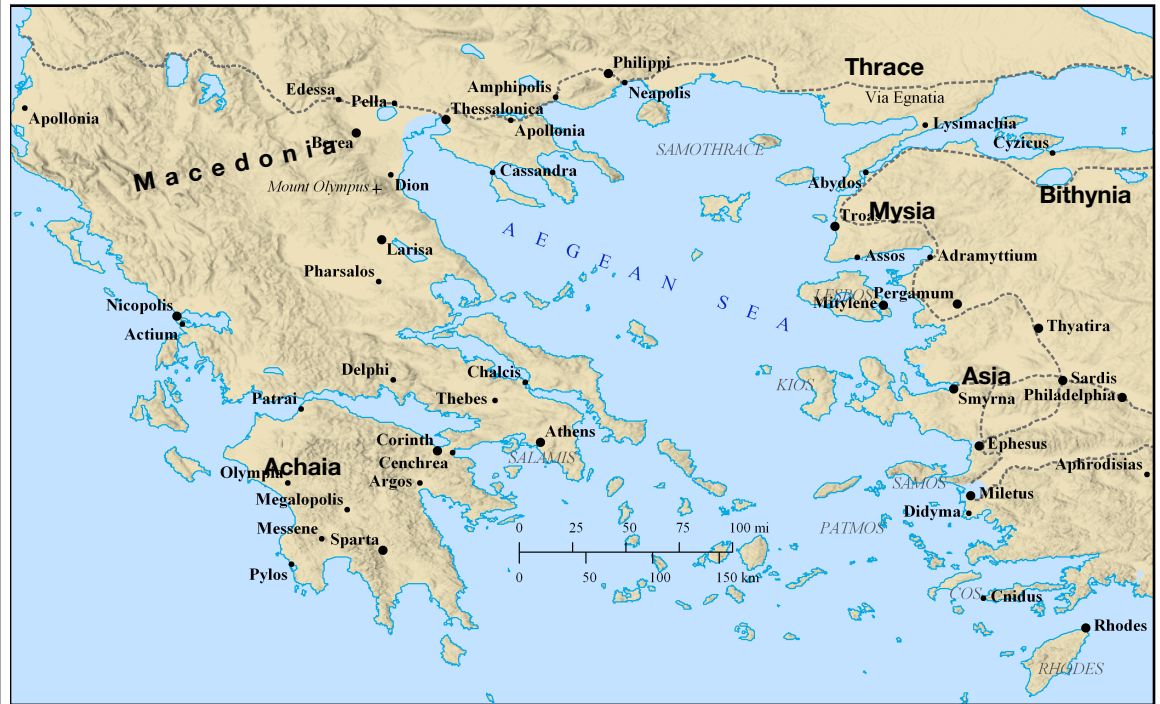 Philippi
Thrace
Edessa
Pella
Amphipolis
Neapolis
Via Egnatia
Apollonia
Thessalonica
Apollonia
Lysimachia
Berea
SAMOTHRACE
Cyzicus
Macedonia
Mount Olympus
Dion
Cassandra
Abydos
Bithynia
Troas
Mysia
AEGEAN SEA
Larisa
Assos
Adramyttium
Pharsalos
LESBOS
Pergamum
Mitylene
Nicopolis
Actium
Thyatira
Delphi
Chalcis
KIOS
Asia
Sardis
Patrai
Thebes
Smyrna
Philadelphia
Corinth
Athens
Ephesus
Cenchrea
SALAMIS
Olympia
Achaia
Argos
SAMOS
Aphrodisias
Megalopolis
Miletus
Didyma
Messene
Sparta
0 25 50 75 100 mi
PATMOS
Pylos
0 50 100 150 km
COS
Cnidus
Rhodes
RHODES